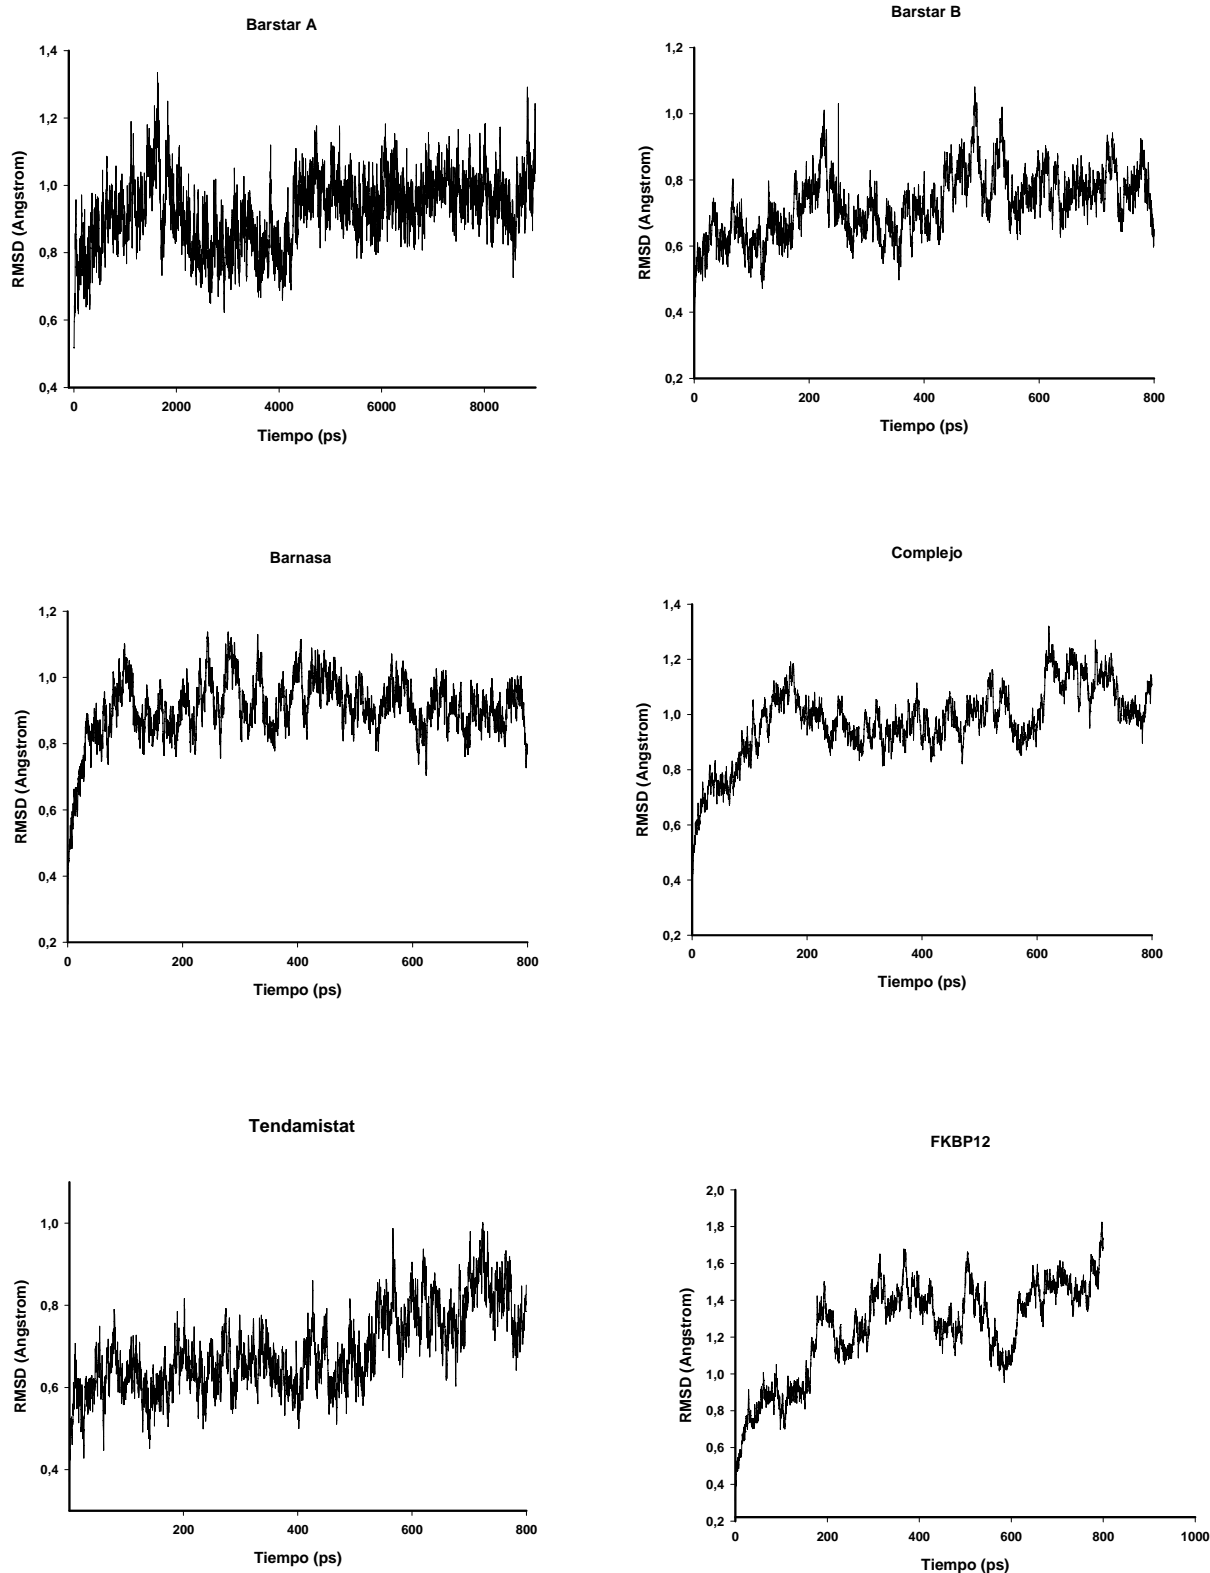 Barstar A
RMSD (Angstrom)
1,4
1,2
1,0
0,8
0,6
0,4
0 2000 4000 6000 8000
Tiempo (ps)
Barstar B
RMSD (Angstrom)
1,2
1,0
0,8
0,6
0,4
0,2
0 200 400 600 800
Tiempo (ps)
Barnasa
RMSD (Angstrom)
1,2
1,0
0,8
0,6
0,4
0,2
0 200 400 600 800
Tiempo (ps)
Complejo
RMSD (Angstrom)
1,4
1,2
1,0
0,8
0,6
0,4
0,2
0 200 400 600 800
Tiempo (ps)
Tendamistat
RMSD (Angstrom)
1,0
0,8
0,6
0,4
200 400 600 800
Tiempo (ps)
FKBP12
RMSD (Angstrom)
2,0
1,8
1,6
1,4
1,2
1,0
0,8
0,6
0,4
0,2
0 200 400 600 800 1000
Tiempo (ps)